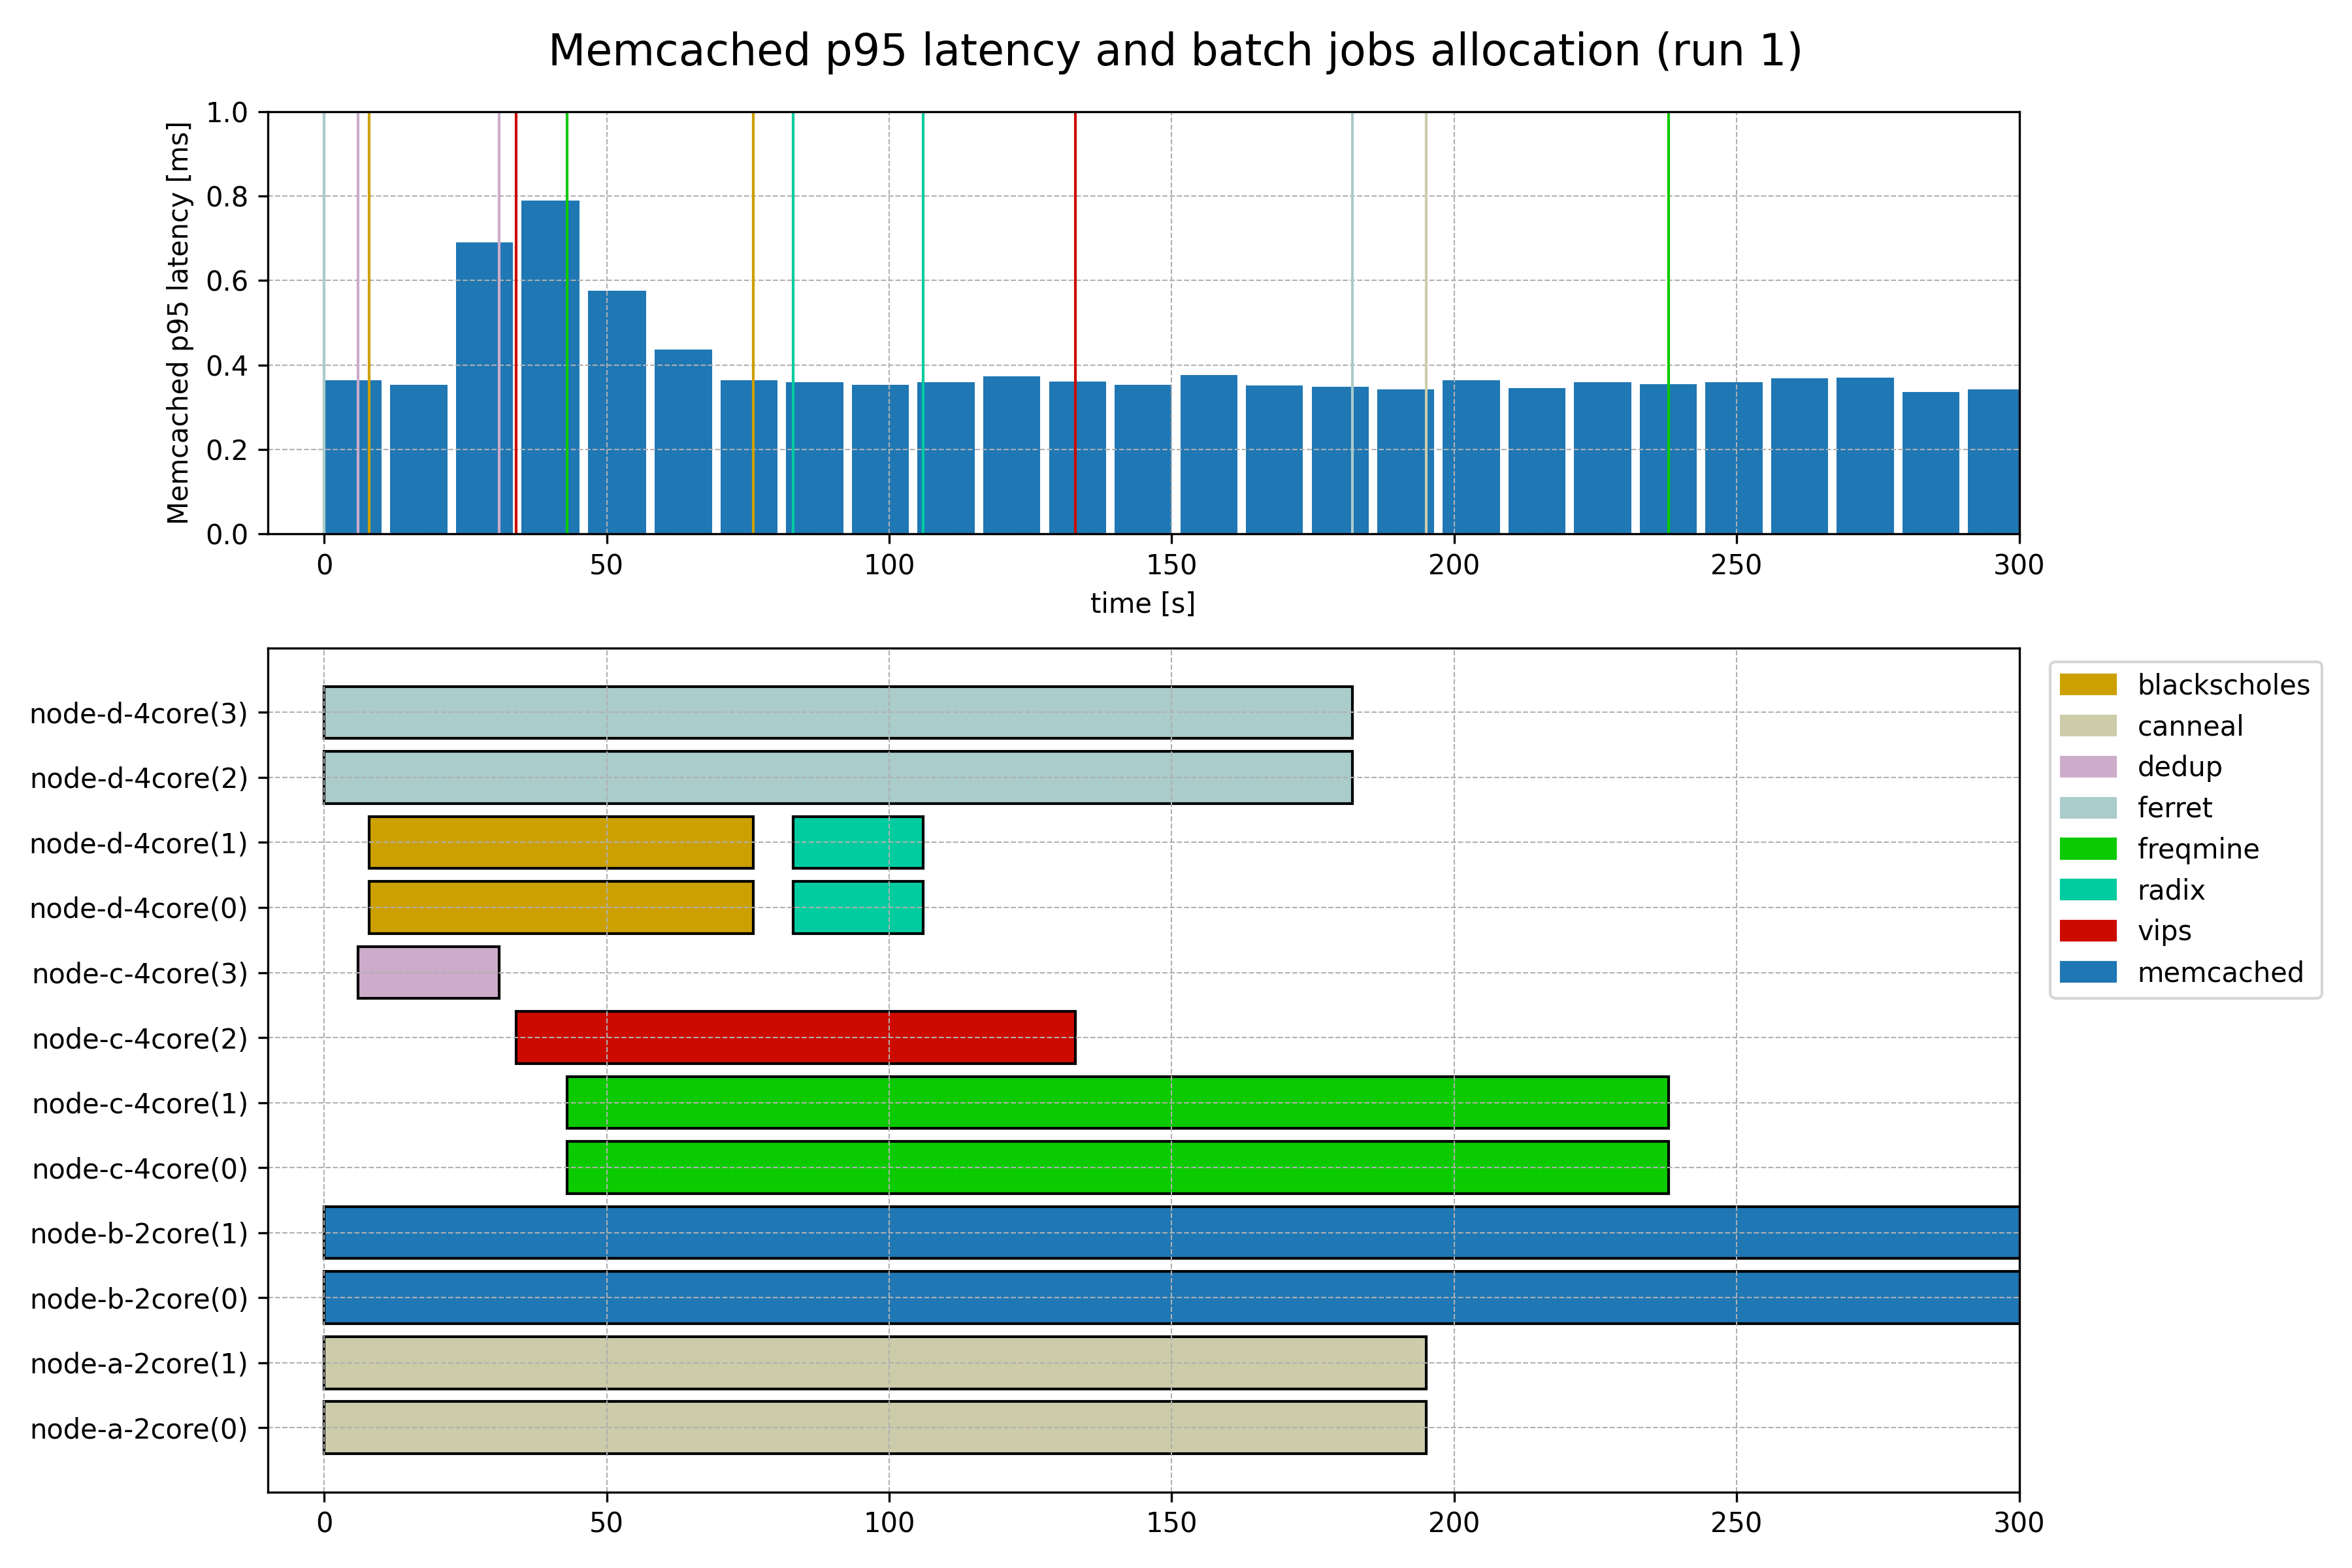 Memcached p95 latency and batch jobs allocation (run 1)
Memcached p95 latency [ms]
1.0
0.8
0.6
0.4
0.2
0.0
0 50 100 150 200 250 300
time [s]
node-d-4core(3)
node-d-4core(2)
node-d-4core(1)
node-d-4core(0)
node-c-4core(3)
node-c-4core(2)
node-c-4core(1)
node-c-4core(0)
node-b-2core(1)
node-b-2core(0)
node-a-2core(1)
node-a-2core(0)
0 50 100 150 200 250 300
blackscholes
canneal
dedup
ferret
freqmine
radix
vips
memcached